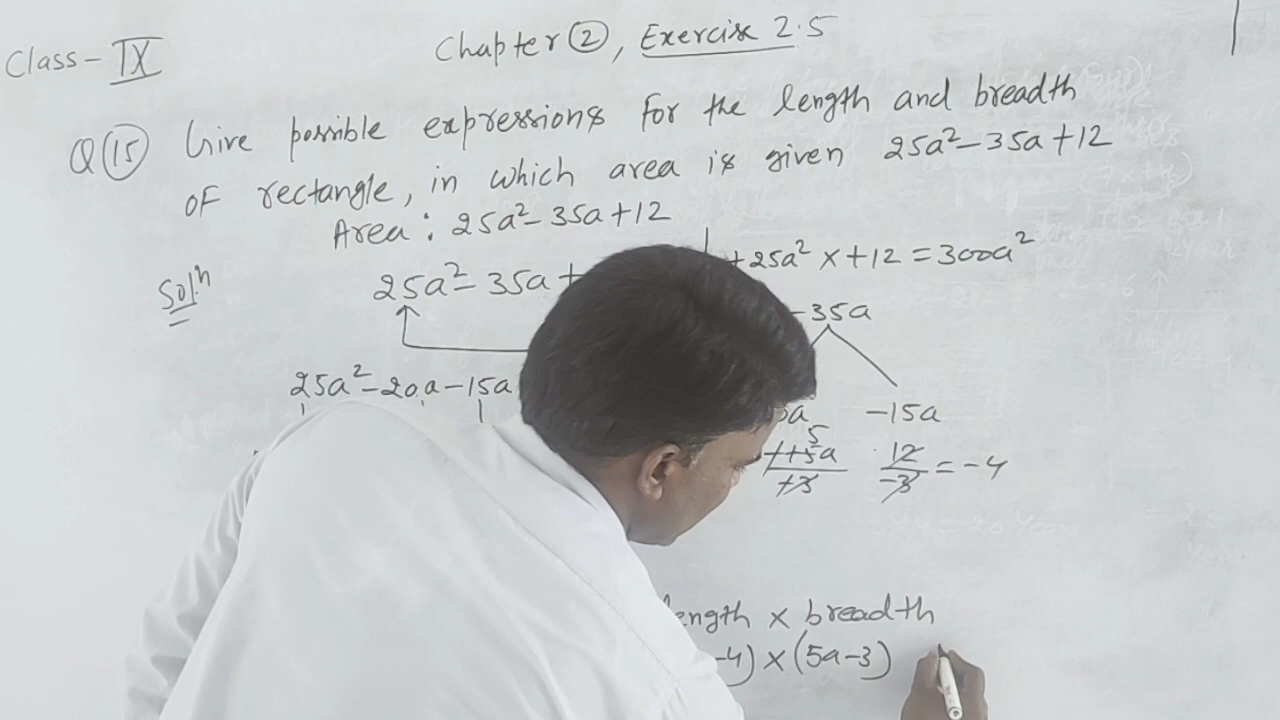 Class - IX
Chapter ②, Exercise 2.5
Q ⑮ Give possible expressions for the length and breadth
of rectangle, in which area is given 25a² - 35a + 12
Area : 25a² - 35a + 12
Solⁿ
25a² - 35a +
+25a² x +12 = 300a²
-35a
25a² - 20a - 15a
-15a
12/-3 = -4
length x breadth
-4) x (5a-3)